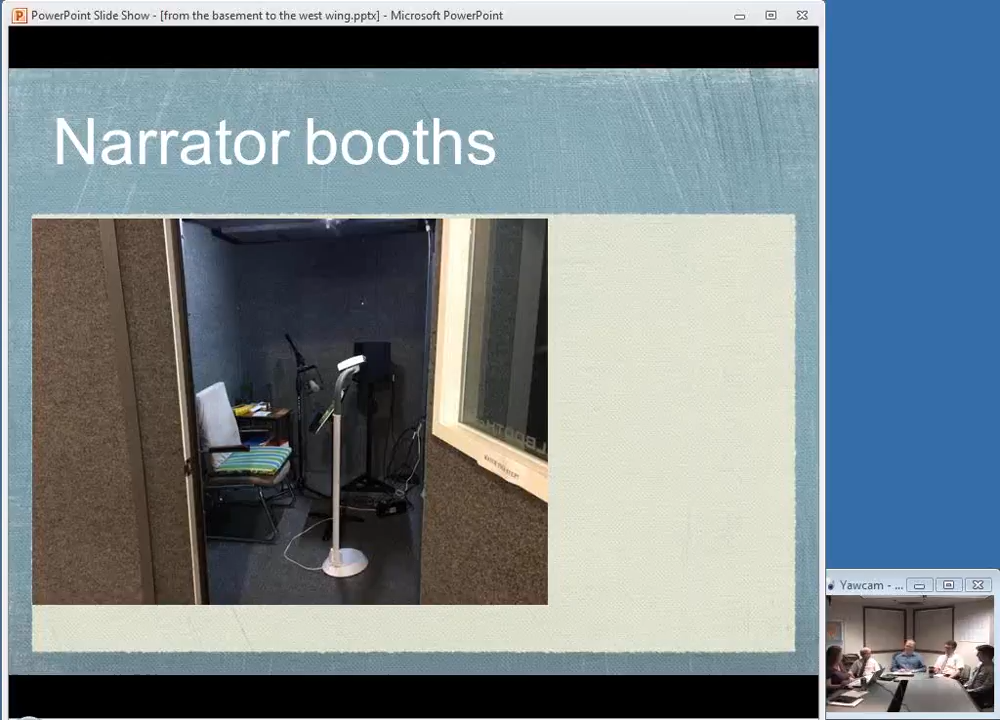 PowerPoint Slide Show - [from the basement to the west wing.pptx] - Microsoft PowerPoint
Narrator booths
Yawcam - ...